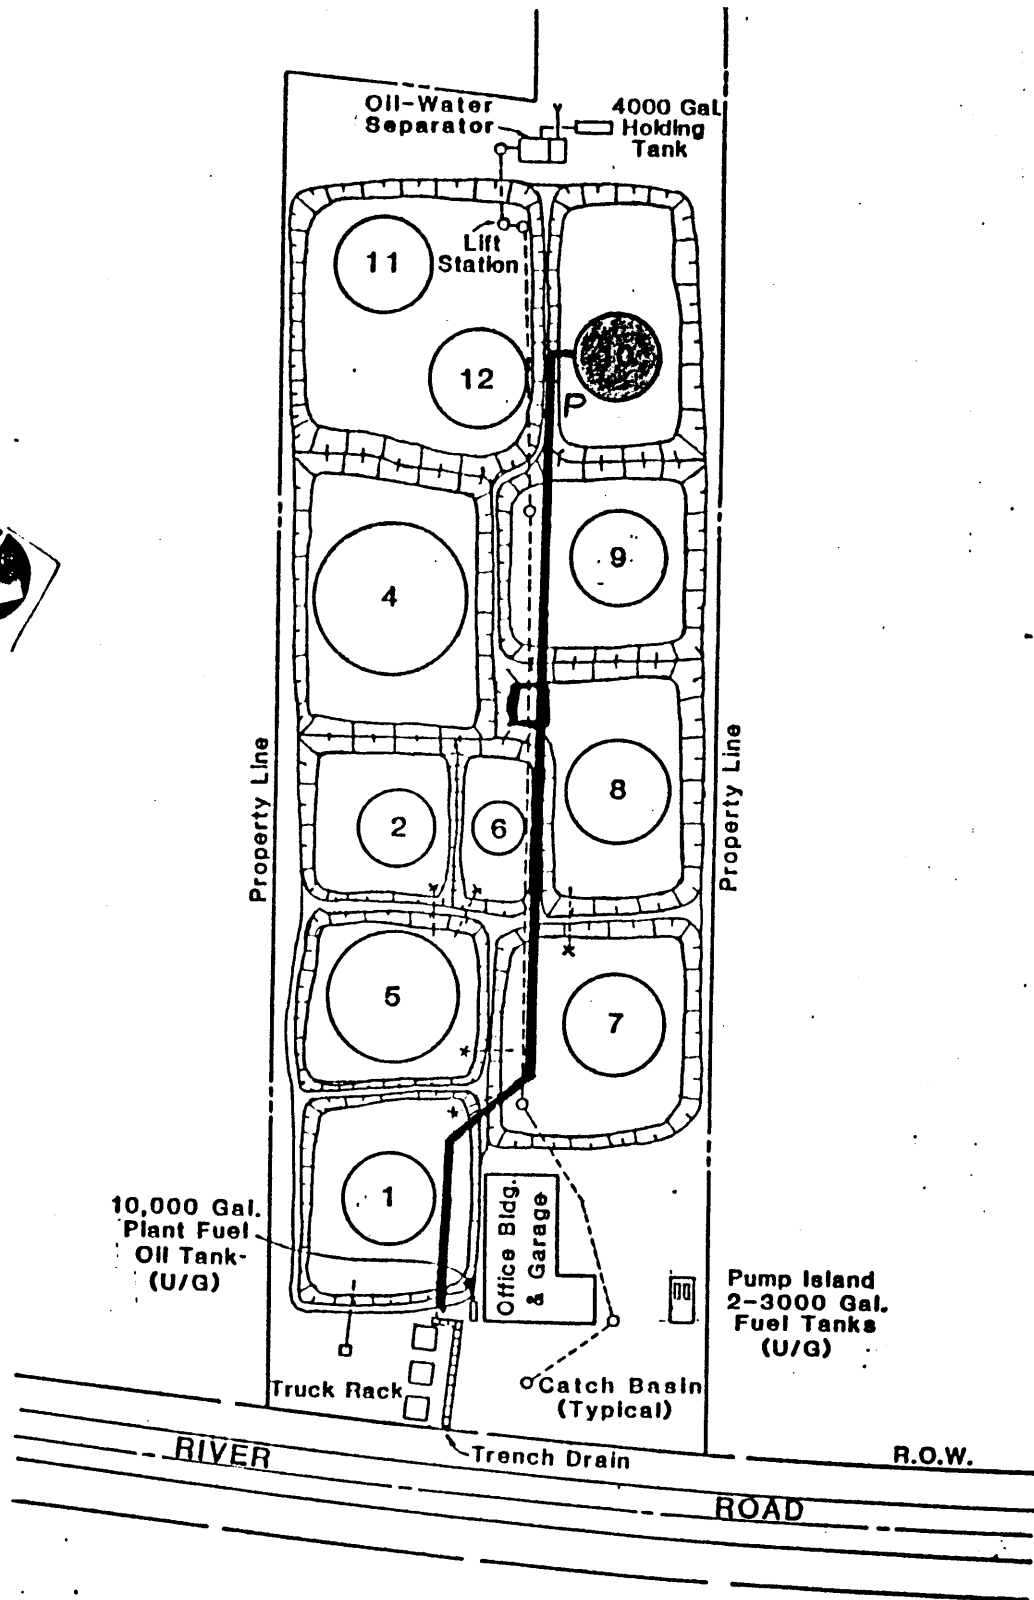 Oil-Water
Separator
4000 Gal.
Holding
Tank
Lift
Station
11
12
10
P
4
9
8
2
6
5
7
1
Property Line
Property Line
10,000 Gal.
Plant Fuel
Oil Tank-
(U/G)
Office Bldg.
& Garage
Pump Island
2-3000 Gal.
Fuel Tanks
(U/G)
Truck Rack
Catch Basin
(Typical)
Trench Drain
RIVER
ROAD
R.O.W.